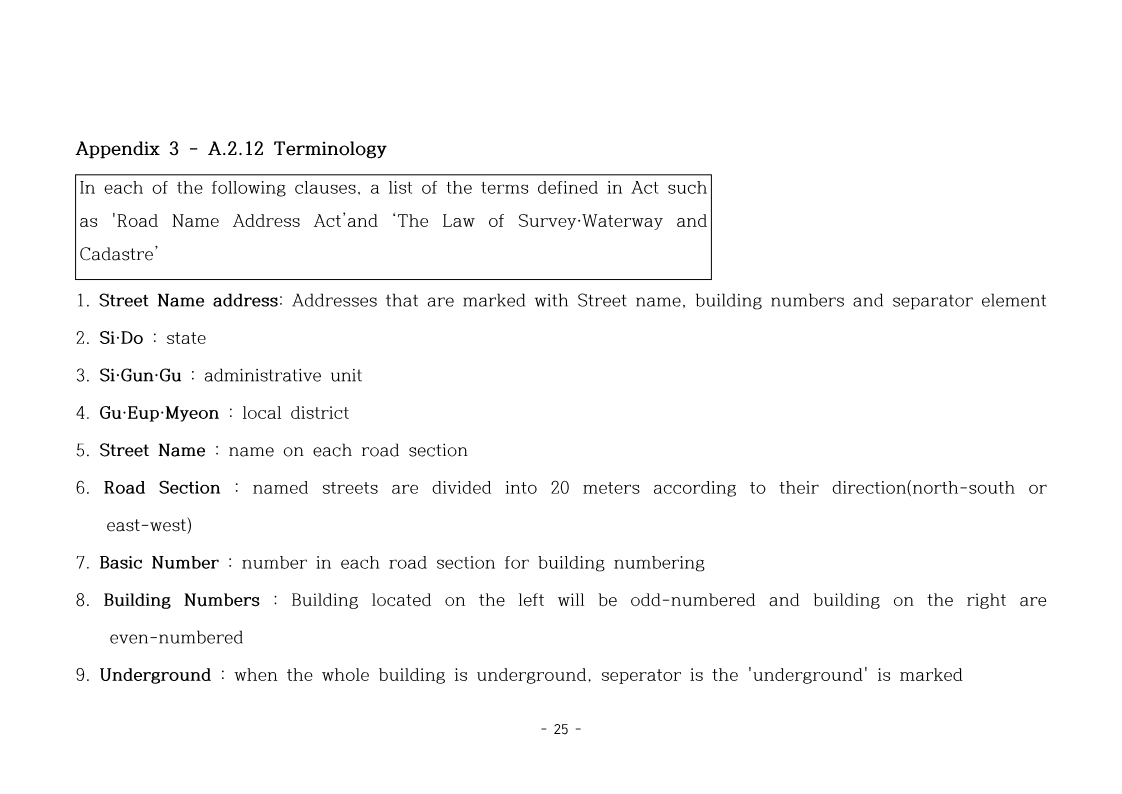 Appendix 3 - A.2.12 Terminology
In each of the following clauses, a list of the terms defined in Act such
as 'Road Name Address Act’and ‘The Law of Survey·Waterway and
Cadastre’
1. Street Name address: Addresses that are marked with Street name, building numbers and separator element
2. Si·Do : state
3. Si·Gun·Gu : administrative unit
4. Gu·Eup·Myeon : local district
5. Street Name : name on each road section
6. Road Section : named streets are divided into 20 meters according to their direction(north-south or
east-west)
7. Basic Number : number in each road section for building numbering
8. Building Numbers : Building located on the left will be odd-numbered and building on the right are
even-numbered
9. Underground : when the whole building is underground, seperator is the 'underground' is marked
- 25 -